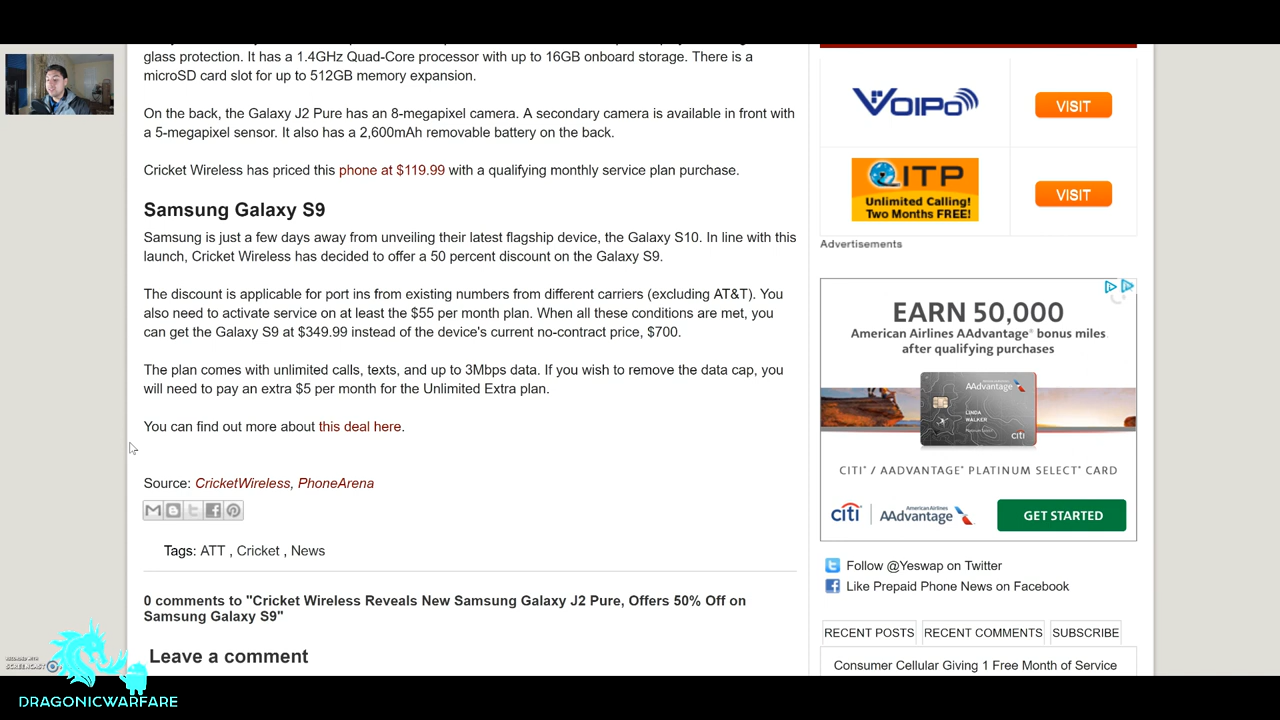 glass protection. It has a 1.4GHz Quad-Core processor with up to 16GB onboard storage. There is a
microSD card slot for up to 512GB memory expansion.
On the back, the Galaxy J2 Pure has an 8-megapixel camera. A secondary camera is available in front with
a 5-megapixel sensor. It also has a 2,600mAh removable battery on the back.
Cricket Wireless has priced this phone at $119.99 with a qualifying monthly service plan purchase.
Samsung Galaxy S9
Samsung is just a few days away from unveiling their latest flagship device, the Galaxy S10. In line with this
launch, Cricket Wireless has decided to offer a 50 percent discount on the Galaxy S9.
The discount is applicable for port ins from existing numbers from different carriers (excluding AT&T). You
also need to activate service on at least the $55 per month plan. When all these conditions are met, you
can get the Galaxy S9 at $349.99 instead of the device's current no-contract price, $700.
The plan comes with unlimited calls, texts, and up to 3Mbps data. If you wish to remove the data cap, you
will need to pay an extra $5 per month for the Unlimited Extra plan.
You can find out more about this deal here.
Source: CricketWireless, PhoneArena
Tags: ATT , Cricket , News
0 comments to "Cricket Wireless Reveals New Samsung Galaxy J2 Pure, Offers 50% Off on
Samsung Galaxy S9"
Leave a comment
VOIPo
VISIT
QITP
Unlimited Calling!
Two Months FREE!
VISIT
Advertisements
EARN 50,000
American Airlines AAdvantage® bonus miles
after qualifying purchases
AAdvantage
LINDA
WALKER
citi
CITI® / AADVANTAGE® PLATINUM SELECT® CARD
citi
American Airlines
AAdvantage
GET STARTED
Follow @Yeswap on Twitter
Like Prepaid Phone News on Facebook
RECENT POSTS
RECENT COMMENTS
SUBSCRIBE
Consumer Cellular Giving 1 Free Month of Service
DRAGONICWARFARE